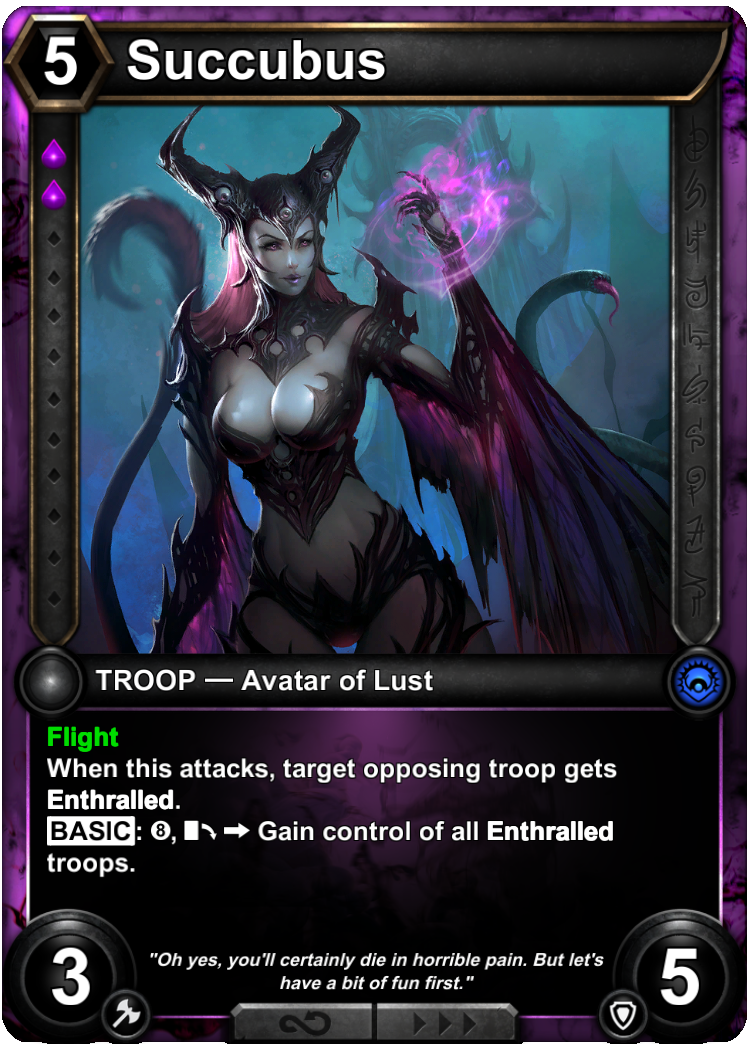 5 Succubus
TROOP — Avatar of Lust
Flight
When this attacks, target opposing troop gets
Enthralled.
BASIC: ❽, ➡ Gain control of all Enthralled
troops.
"Oh yes, you'll certainly die in horrible pain. But let's
have a bit of fun first."
3
5